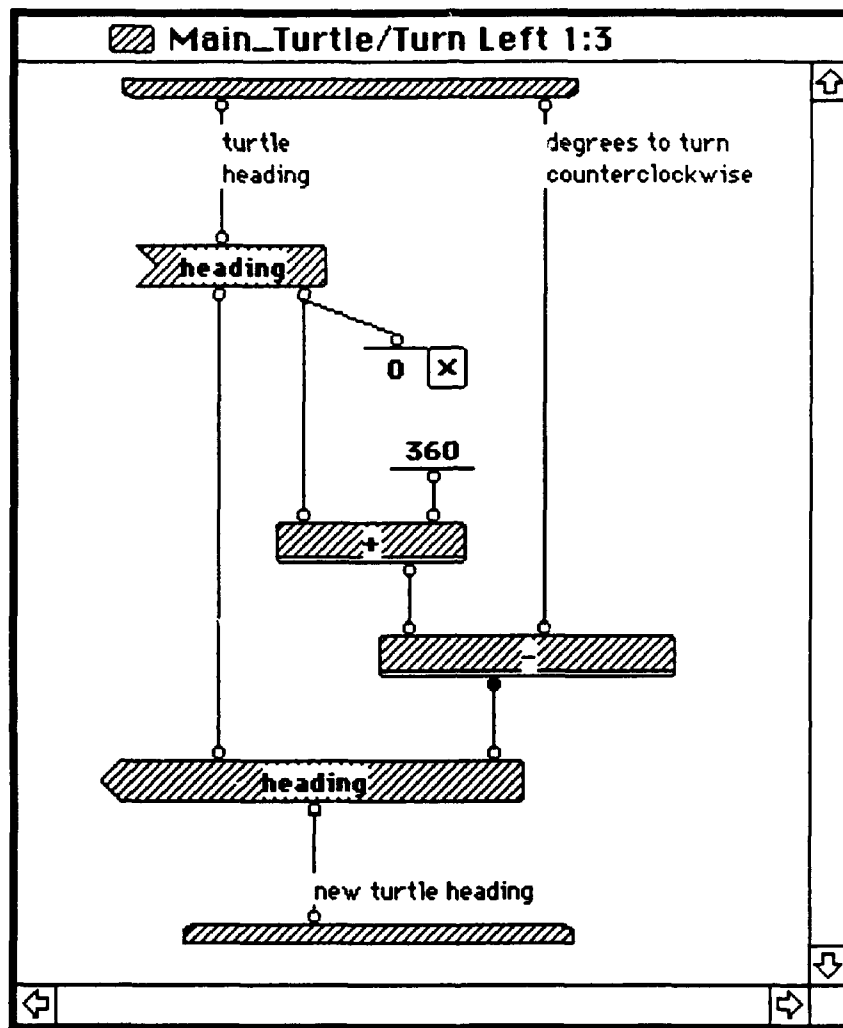 Main_Turtle/Turn Left 1:3
turtle
heading
degrees to turn
counterclockwise
heading
0 ×
360
+
-
heading
new turtle heading